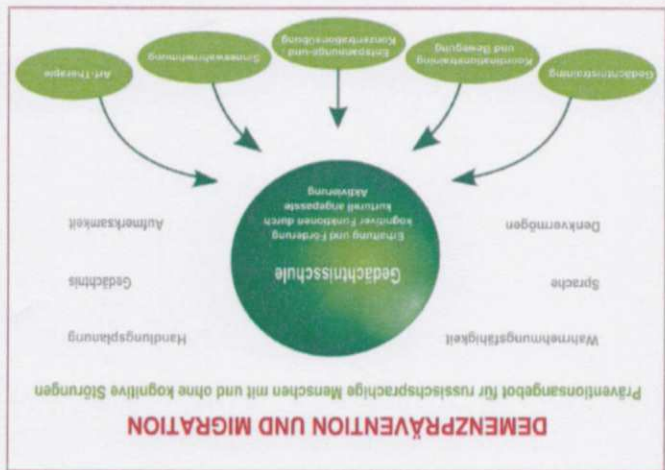 DEMENZPRÄVENTION UND MIGRATION
Präventionsangebot für russischsprachige Menschen mit und ohne kognitive Störungen
Wahrnehmungsfähigkeit
Handlungsplanung
Sprache
Gedächtnis
Denkvermögen
Aufmerksamkeit
Gedächtnisschule
Erhaltung und Förderung
kognitiver Funktionen durch
kulturell angepasste
Aktivierung
Gedächtnistraining
Koordinationstraining
und Bewegung
Entspannungs-und-,
Konzentrationsübung
Sinneswahrnehmung
Art-Therapie